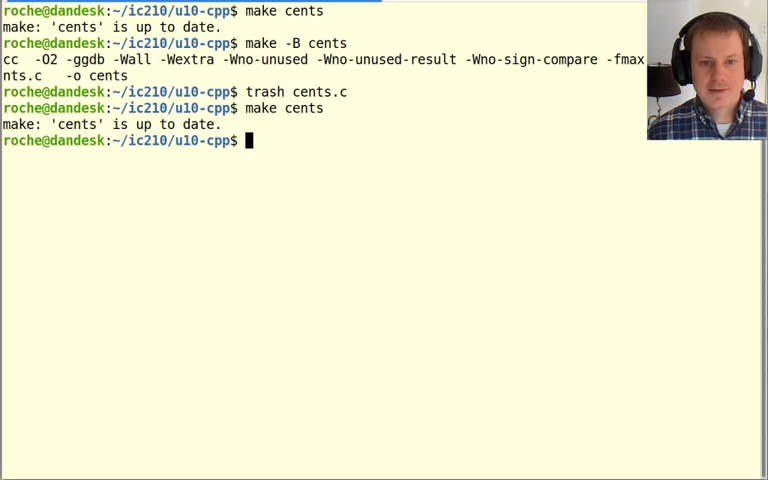 roche@dandesk:~/ic210/u10-cpp$ make cents
make: 'cents' is up to date.
roche@dandesk:~/ic210/u10-cpp$ make -B cents
cc  -O2 -ggdb -Wall -Wextra -Wno-unused -Wno-unused-result -Wno-sign-compare -fmax
nts.c   -o cents
roche@dandesk:~/ic210/u10-cpp$ trash cents.c
roche@dandesk:~/ic210/u10-cpp$ make cents
make: 'cents' is up to date.
roche@dandesk:~/ic210/u10-cpp$